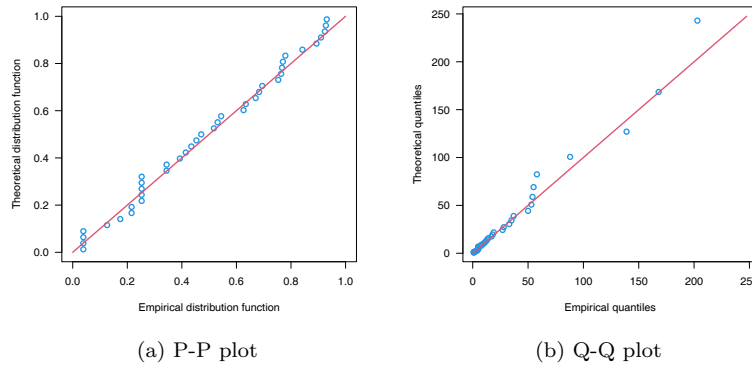 1.0
0.8
0.6
0.4
0.2
0.0
Theoretical distribution function
0.0 0.2 0.4 0.6 0.8 1.0
Empirical distribution function
(a) P-P plot
250
200
150
100
50
0
Theoretical quantiles
0 50 100 150 200 250
Empirical quantiles
(b) Q-Q plot